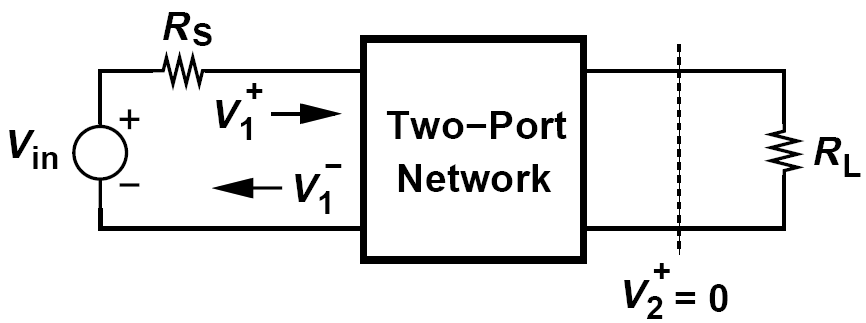 R_S
V_1^+
V_in
+
−
V_1^−
Two−Port
Network
R_L
V_2^+ = 0